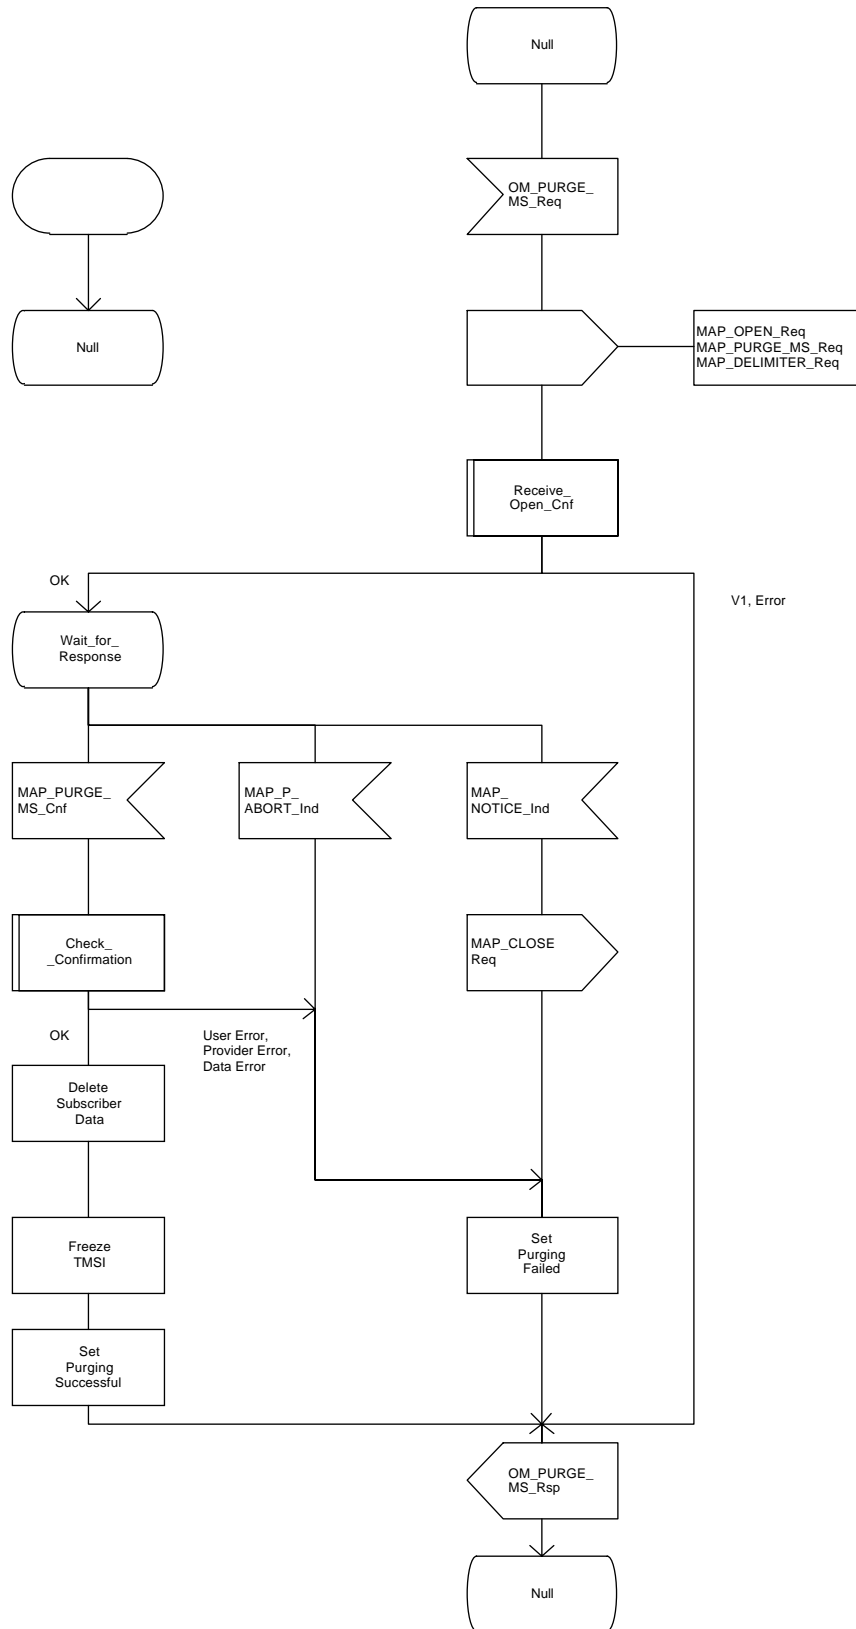 Null
OM_PURGE_
MS_Req
Null
MAP_OPEN_Req
MAP_PURGE_MS_Req
MAP_DELIMITER_Req
Receive_
Open_Cnf
OK
V1, Error
Wait_for_
Response
MAP_PURGE_
MS_Cnf
MAP_P_
ABORT_Ind
MAP_
NOTICE_Ind
Check_
_Confirmation
MAP_CLOSE
Req
OK
User Error,
Provider Error,
Data Error
Delete
Subscriber
Data
Freeze
TMSI
Set
Purging
Failed
Set
Purging
Successful
OM_PURGE_
MS_Rsp
Null